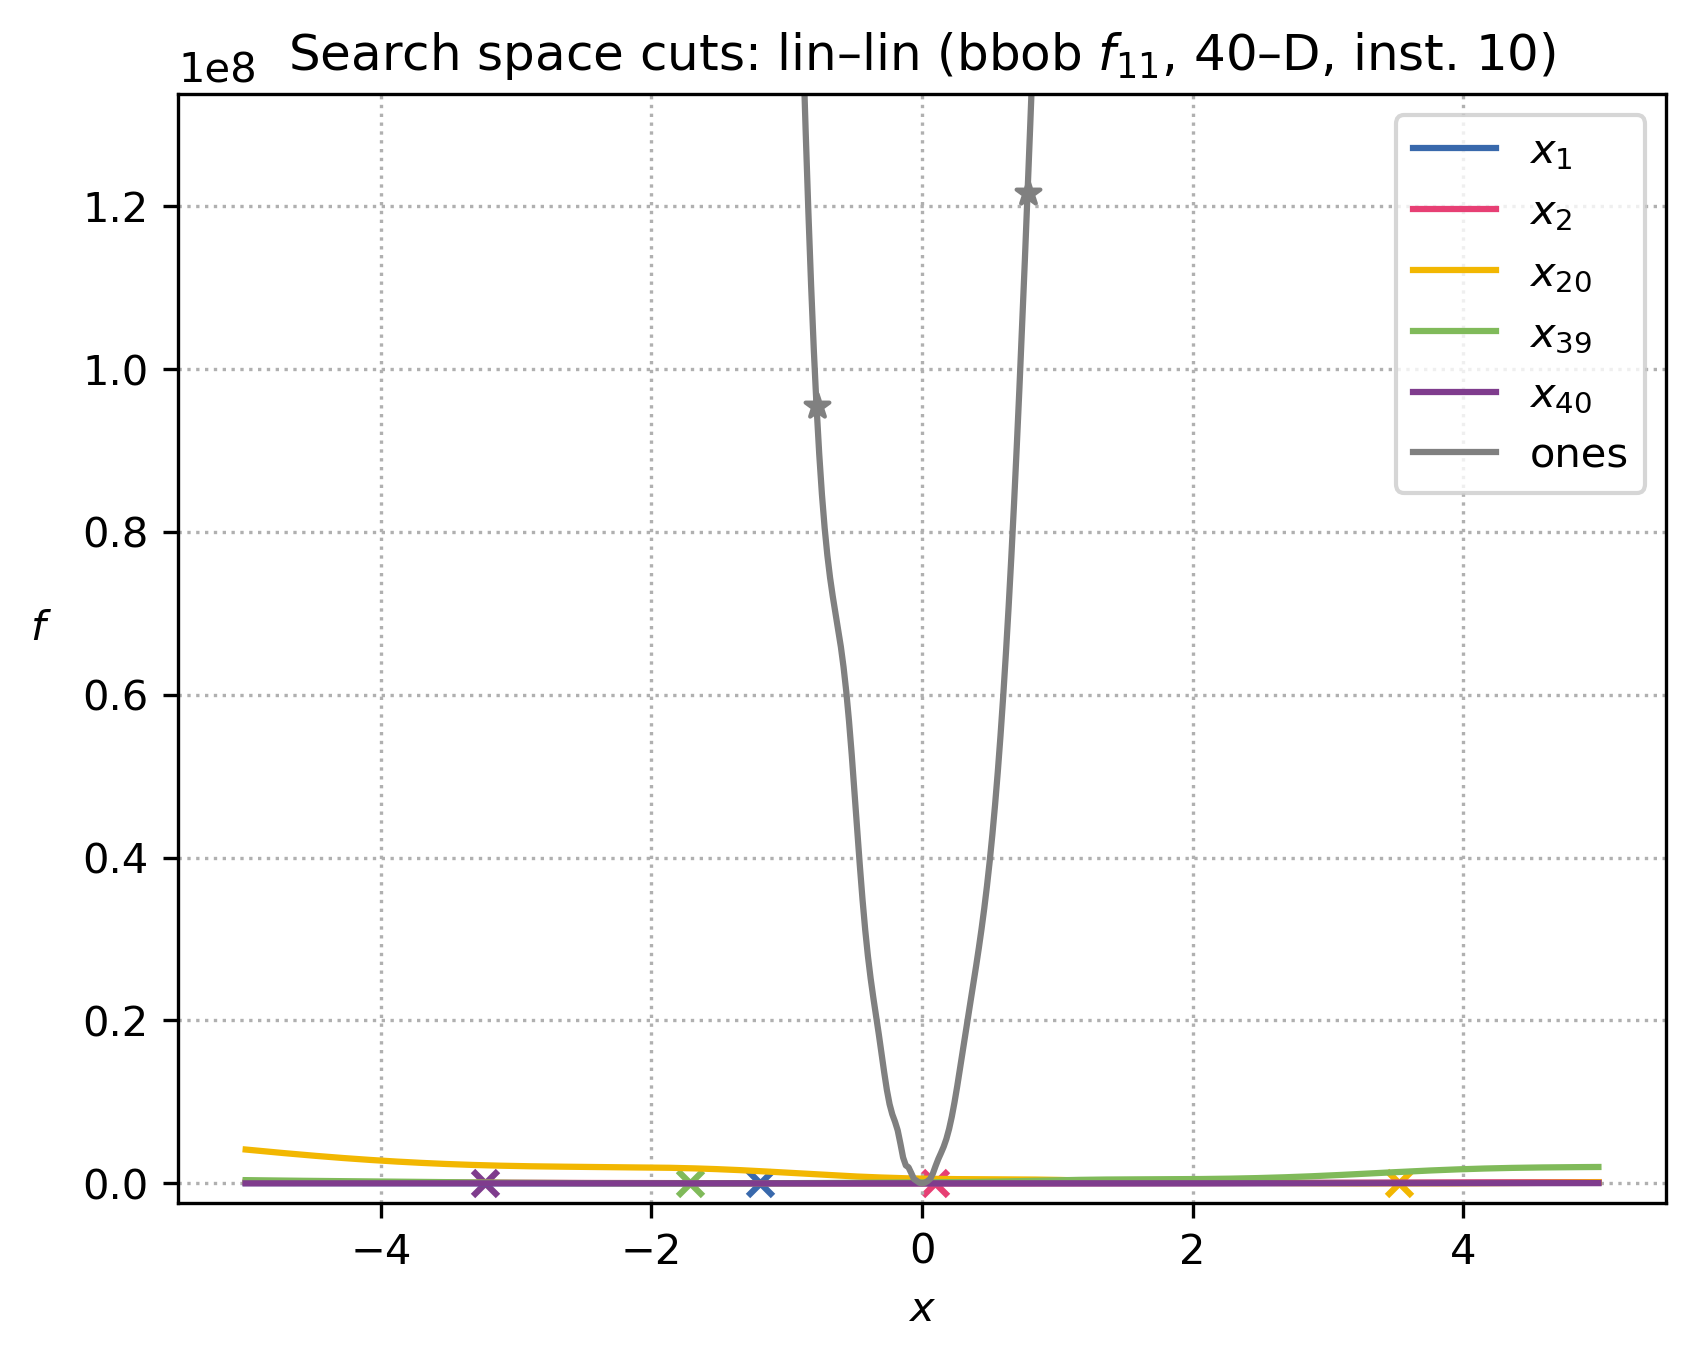 1e8
Search space cuts: lin–lin (bbob f₁₁, 40–D, inst. 10)
x₁
x₂
x₂₀
x₃₉
x₄₀
ones
1.2
1.0
0.8
0.6
0.4
0.2
0.0
f
−4 −2 0 2 4
x